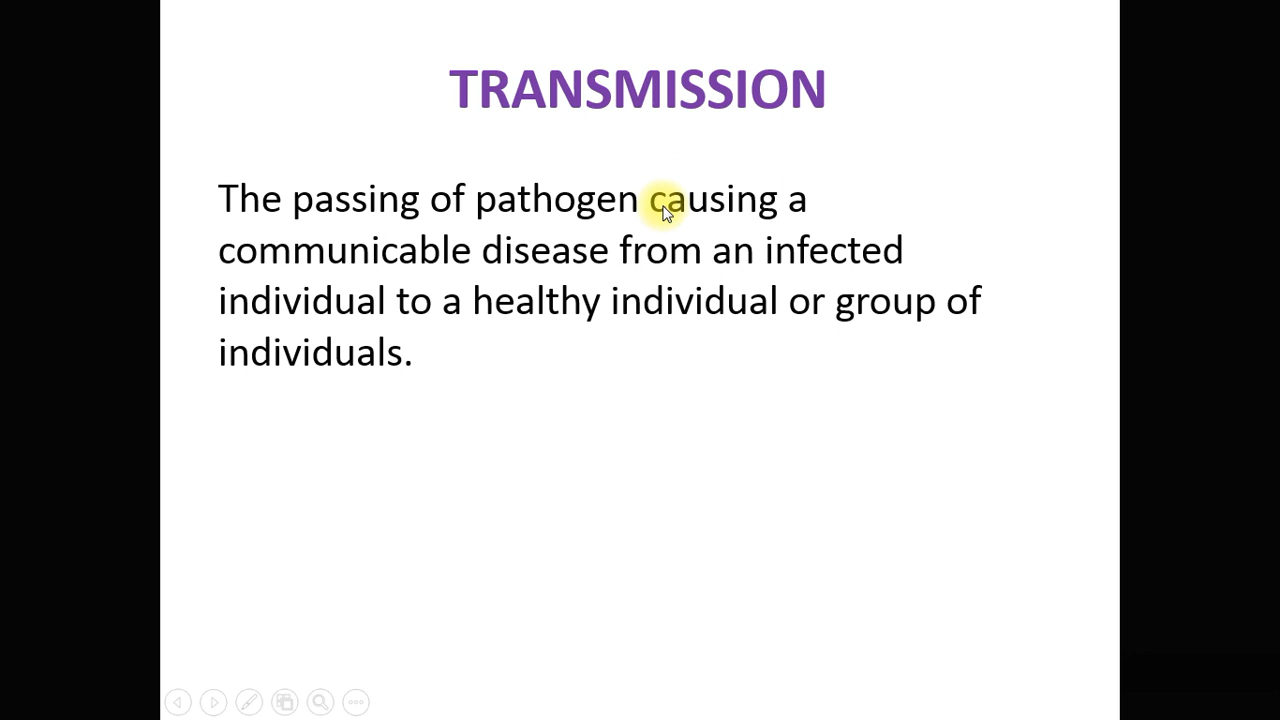 TRANSMISSION
The passing of pathogen causing a
communicable disease from an infected
individual to a healthy individual or group of
individuals.